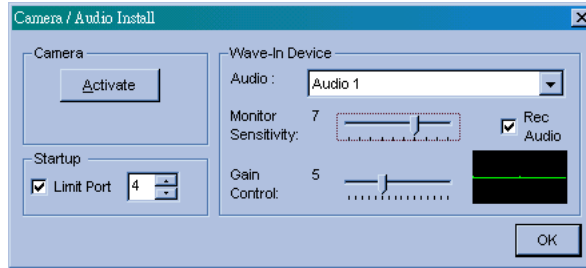 Camera / Audio Install
Camera
Activate
Startup
Limit Port 4
Wave-In Device
Audio : Audio 1
Monitor Sensitivity: 7
Rec Audio
Gain Control: 5
OK